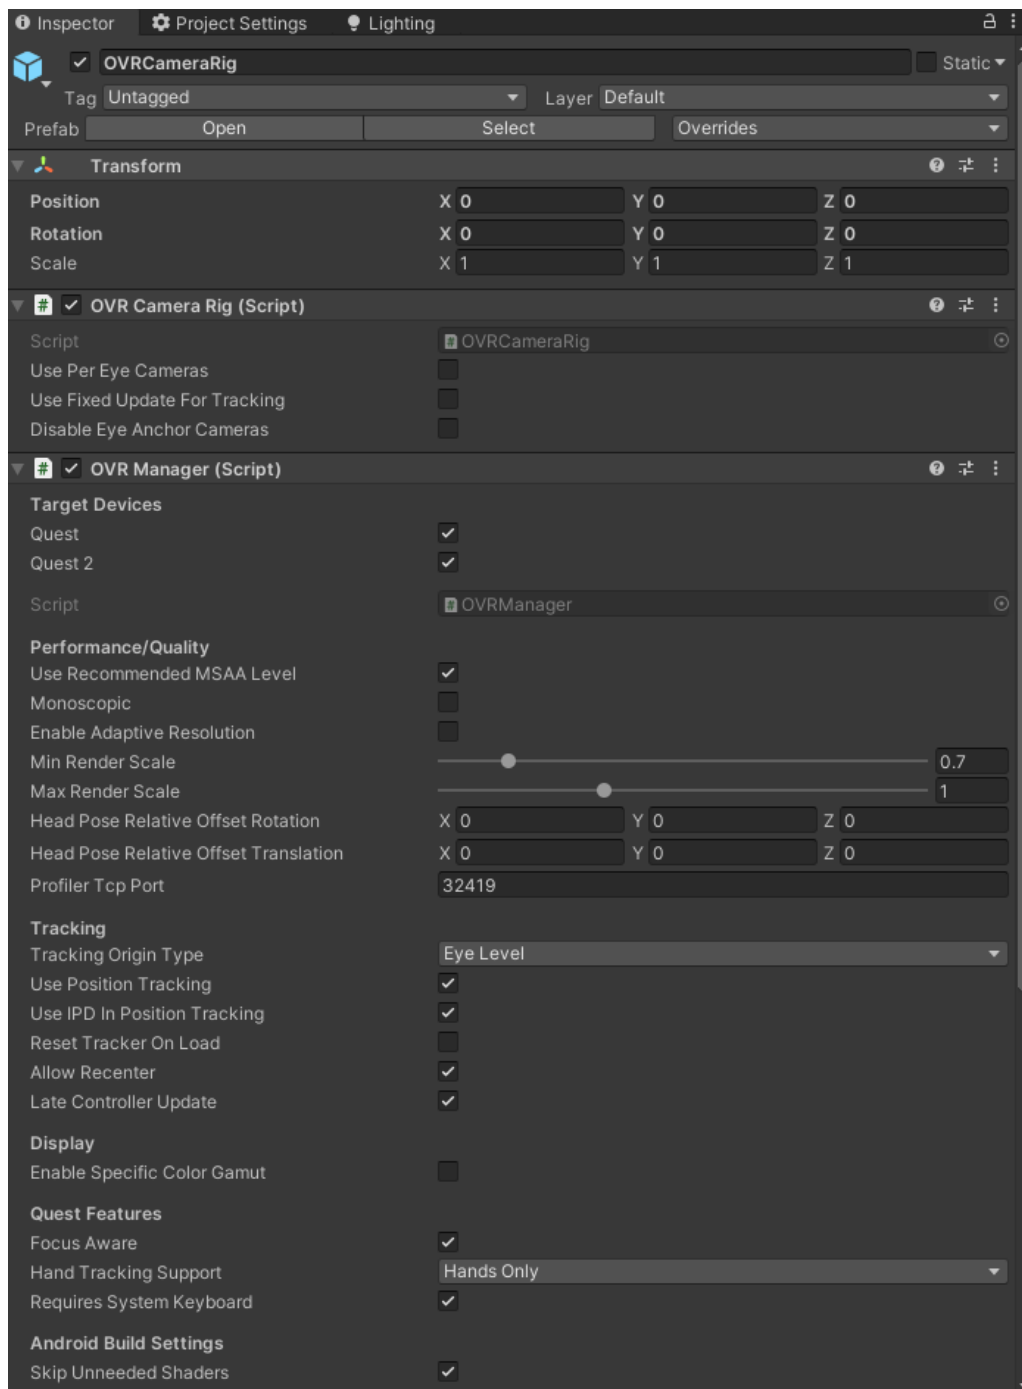 Inspector Project Settings Lighting
OVRCameraRig Static
Tag Untagged Layer Default
Prefab Open Select Overrides
Transform
Position X 0 Y 0 Z 0
Rotation X 0 Y 0 Z 0
Scale X 1 Y 1 Z 1
# OVR Camera Rig (Script)
Script # OVRCameraRig
Use Per Eye Cameras
Use Fixed Update For Tracking
Disable Eye Anchor Cameras
# OVR Manager (Script)
Target Devices
Quest
Quest 2
Script # OVRManager
Performance/Quality
Use Recommended MSAA Level
Monoscopic
Enable Adaptive Resolution
Min Render Scale 0.7
Max Render Scale 1
Head Pose Relative Offset Rotation X 0 Y 0 Z 0
Head Pose Relative Offset Translation X 0 Y 0 Z 0
Profiler Tcp Port 32419
Tracking
Tracking Origin Type Eye Level
Use Position Tracking
Use IPD In Position Tracking
Reset Tracker On Load
Allow Recenter
Late Controller Update
Display
Enable Specific Color Gamut
Quest Features
Focus Aware
Hand Tracking Support Hands Only
Requires System Keyboard
Android Build Settings
Skip Unneeded Shaders